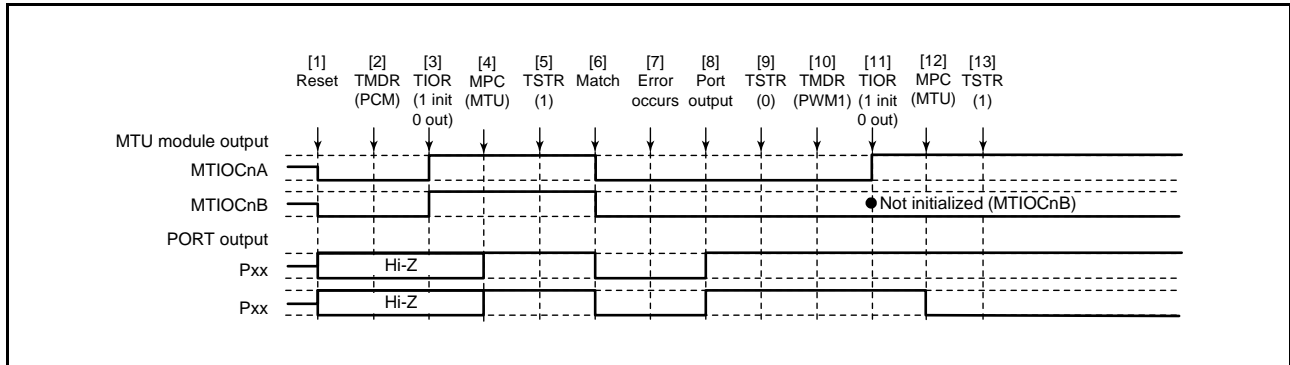 [1] [2] [3] [4] [5] [6] [7] [8] [9] [10] [11] [12] [13]
Reset TMDR TIOR MPC TSTR Match Error Port TSTR TMDR TIOR MPC TSTR
(PCM) (1 init (MTU) (1) occurs output (0) (PWM1) (1 init (MTU) (1)
0 out) 0 out)
MTU module output
MTIOCnA
MTIOCnB
Not initialized (MTIOCnB)
PORT output
Pxx
Hi-Z
Pxx
Hi-Z